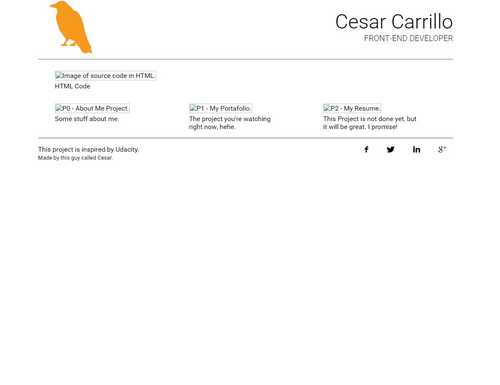 Cesar Carrillo
FRONT-END DEVELOPER
Image of source code in HTML.
HTML Code
P0 - About Me Project
P1 - My Portafolio.
P2 - My Resume.
Some stuff about me.
The project you're watching
right now, hehe.
This Project is not done yet, but
it will be great. I promise!
This project is inspired by Udacity.
Made by this guy called Cesar.